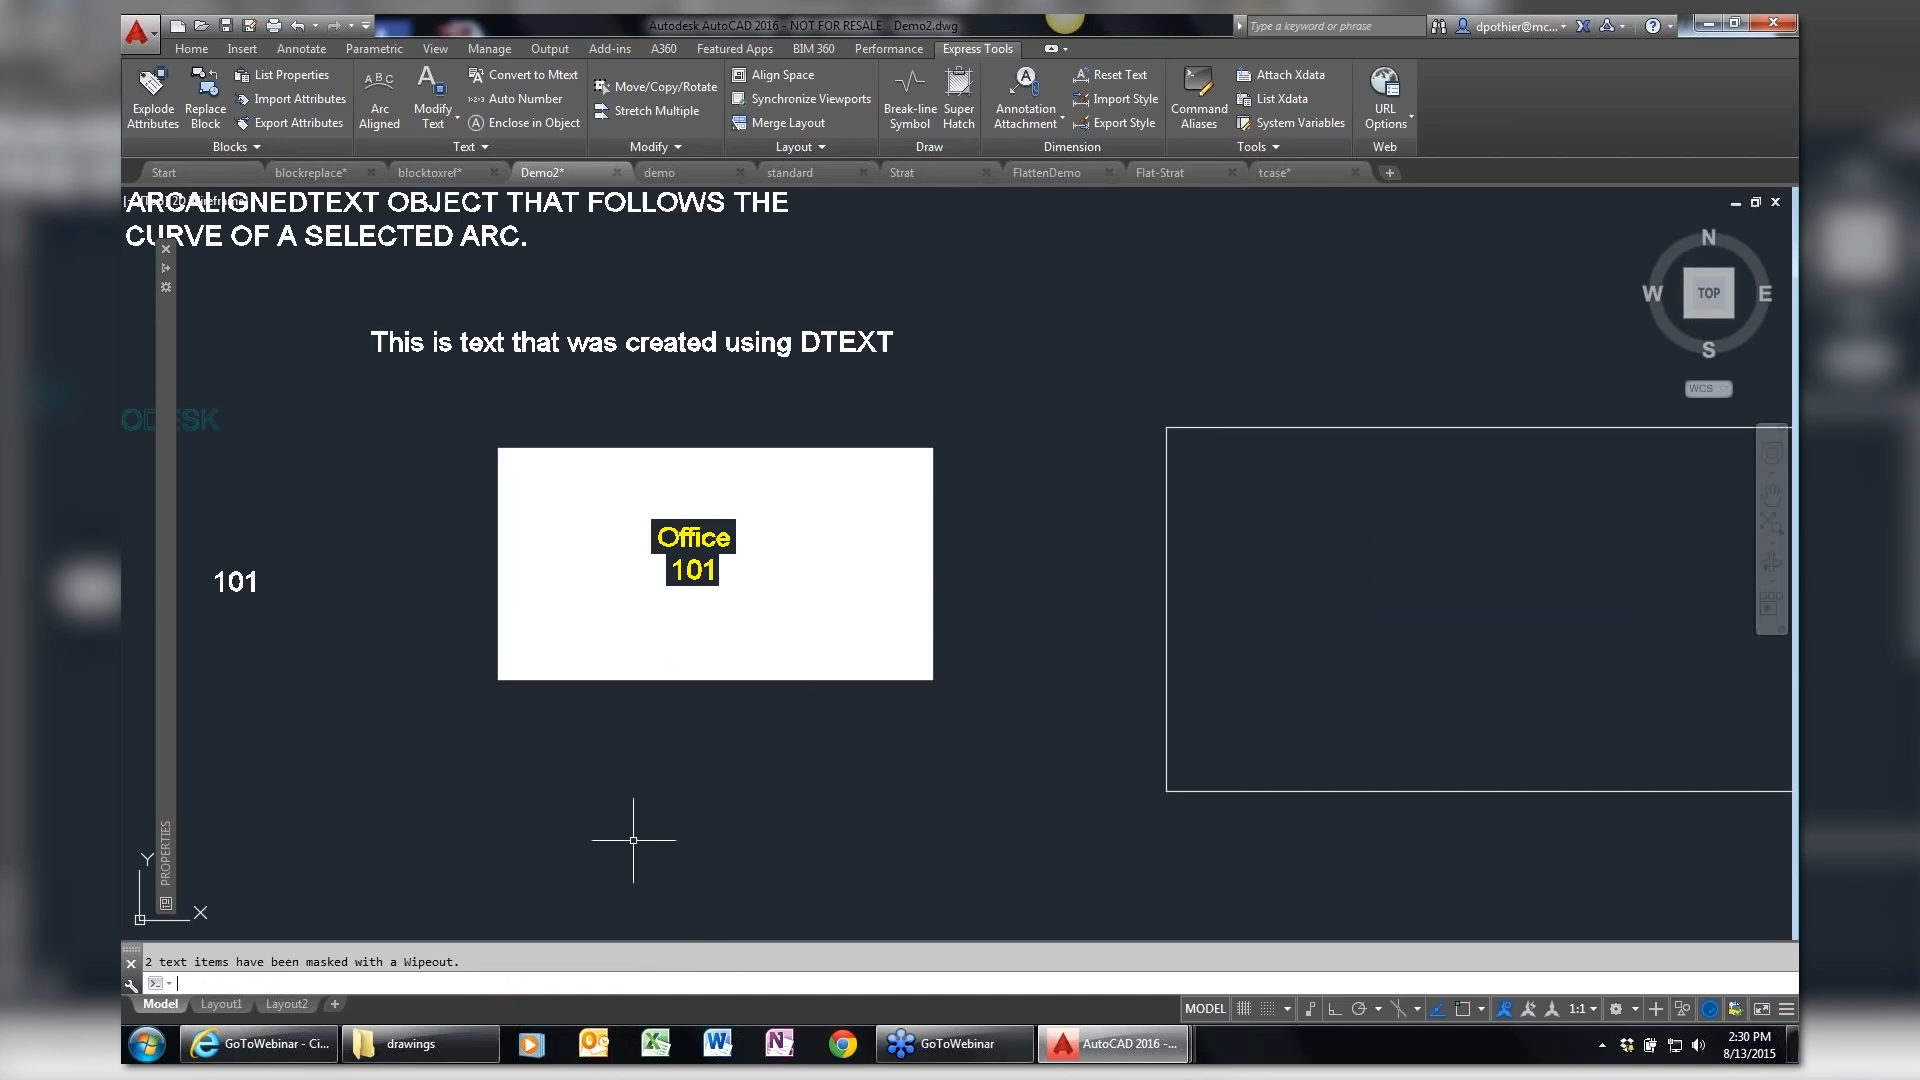 Autodesk AutoCAD 2016 - NOT FOR RESALE Demo2.dwg
Type a keyword or phrase
dpothier@mc...
Home Insert Annotate Parametric View Manage Output Add-ins A360 Featured Apps BIM 360 Performance Express Tools
Explode Attributes
Replace Block
List Properties
Import Attributes
Export Attributes
Blocks
ABC
Arc Aligned
Modify Text
Convert to Mtext
Auto Number
Enclose in Object
Text
Move/Copy/Rotate
Stretch Multiple
Modify
Align Space
Synchronize Viewports
Merge Layout
Layout
Break-line Symbol
Super Hatch
Draw
Annotation Attachment
Reset Text
Import Style
Export Style
Dimension
Command Aliases
Attach Xdata
List Xdata
System Variables
Tools
URL Options
Web
Start blockreplace* blocktoxref* Demo2* demo standard Strat FlattenDemo Flat-Strat tcase*
ARCALIGNEDTEXT OBJECT THAT FOLLOWS THE
CURVE OF A SELECTED ARC.
N
W TOP E
S
WCS
This is text that was created using DTEXT
ODESK
Office
101
101
PROPERTIES
Y
X
2 text items have been masked with a Wipeout.
Model Layout1 Layout2
MODEL 1:1
GoToWebinar - Ci... drawings GoToWebinar AutoCAD 2016 -...
2:30 PM
8/13/2015